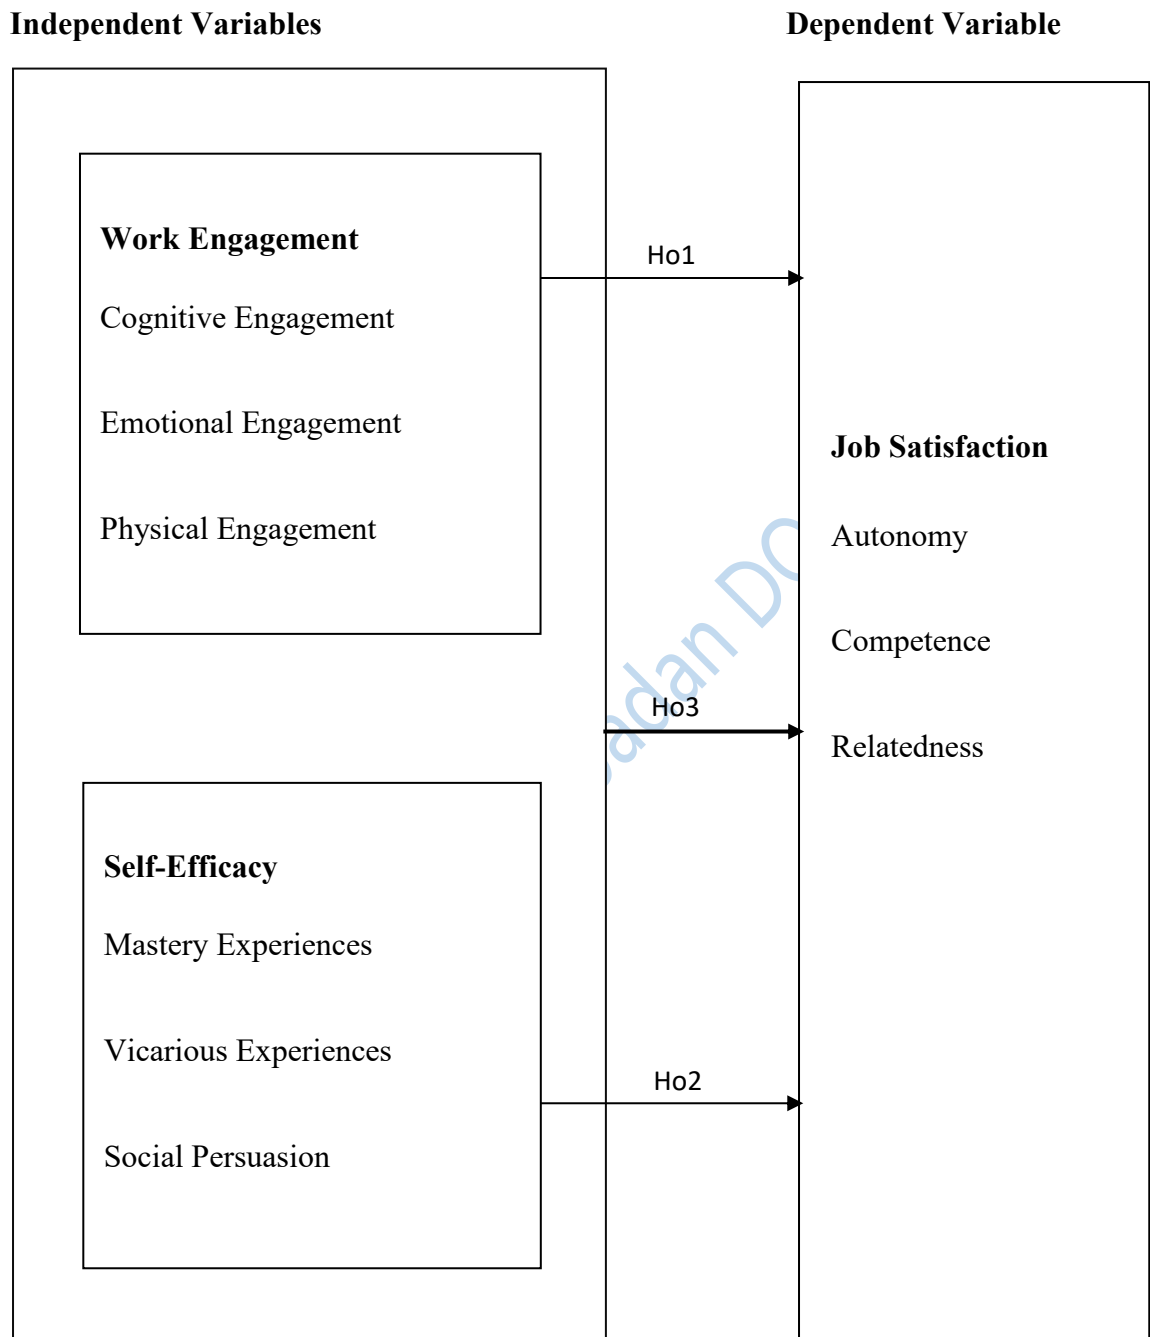 Independent Variables
Dependent Variable
Work Engagement
Cognitive Engagement
Emotional Engagement
Physical Engagement
Ho1
Ho3
Self-Efficacy
Mastery Experiences
Vicarious Experiences
Social Persuasion
Ho2
Job Satisfaction
Autonomy
Competence
Relatedness